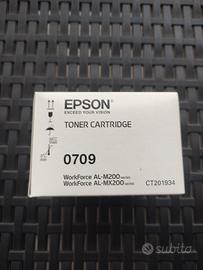 EPSON
EXCEED YOUR VISION
TONER CARTRIDGE
0709
WorkForce AL-M200 series
WorkForce AL-MX200 series CT201934
subito